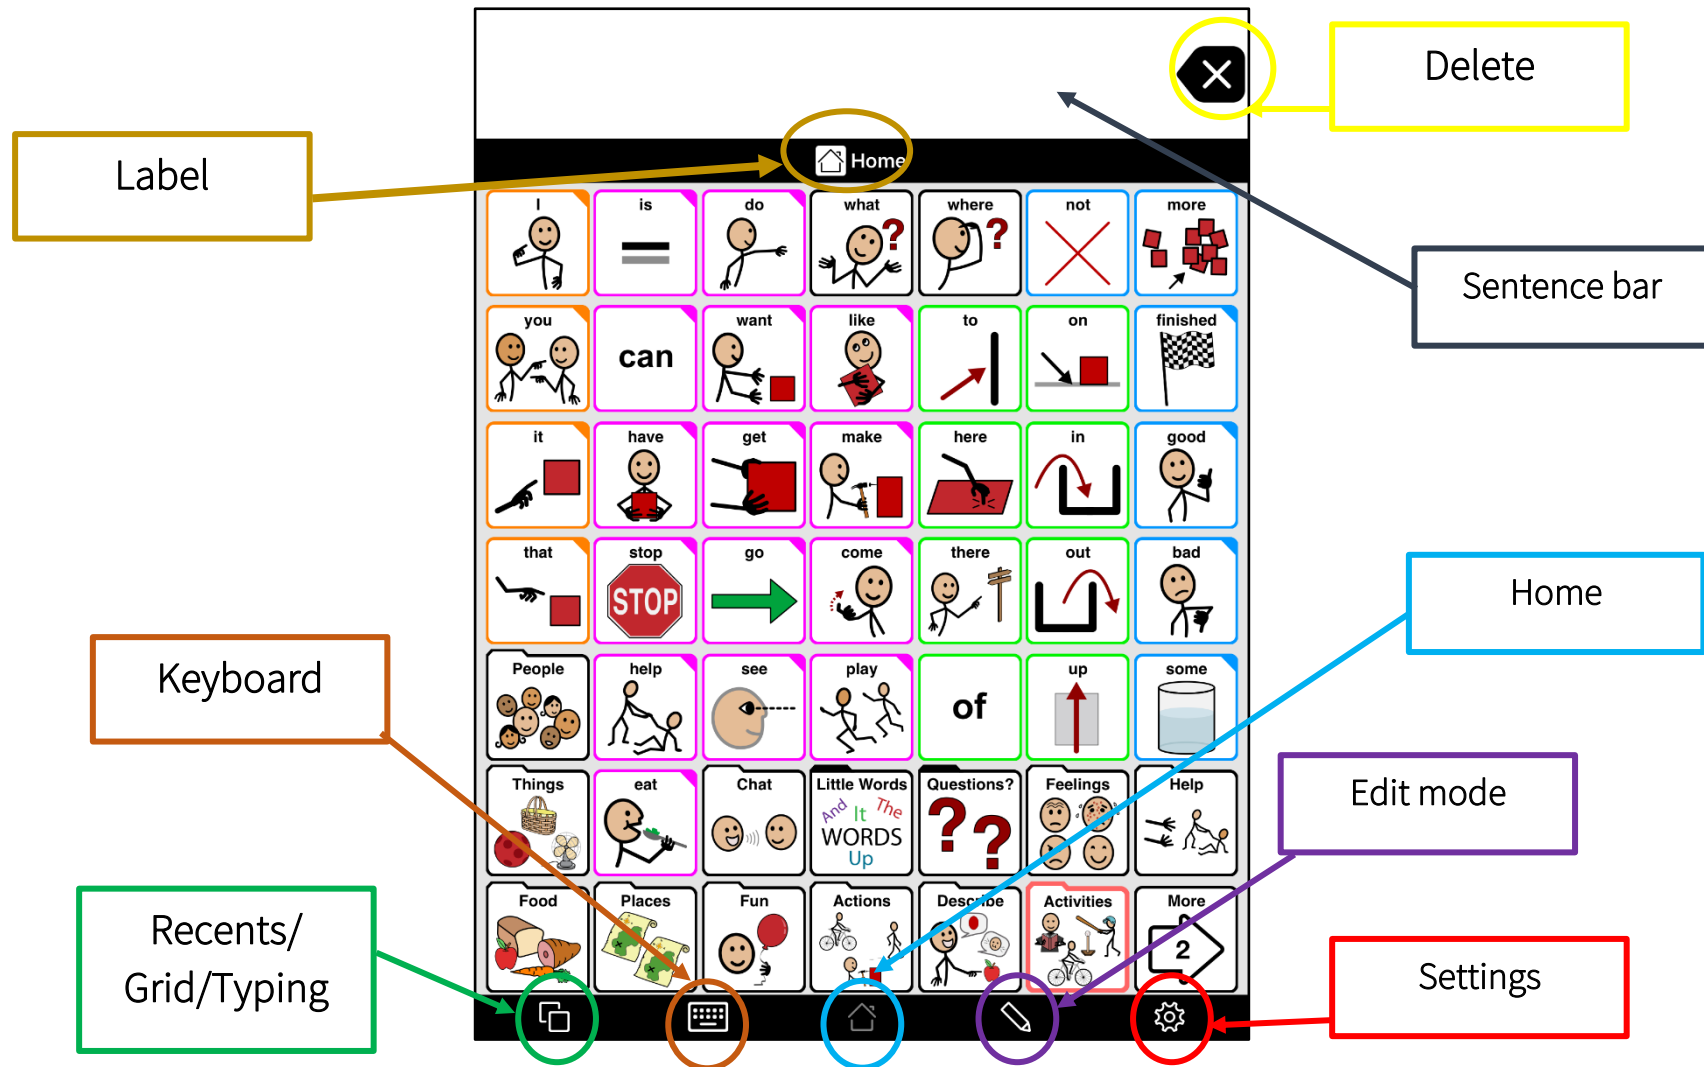 Delete
Label
Home
Sentence bar
I
is
do
what
where
not
more
you
can
want
like
to
on
finished
it
have
get
make
here
in
good
that
stop
go
come
there
out
bad
STOP
People
help
see
play
of
up
some
Home
Keyboard
Things
eat
Chat
Little Words
Questions?
Feelings
Help
And It The
WORDS
Up
Edit mode
Food
Places
Fun
Actions
Describe
Activities
More
2
Recents/
Grid/Typing
Settings